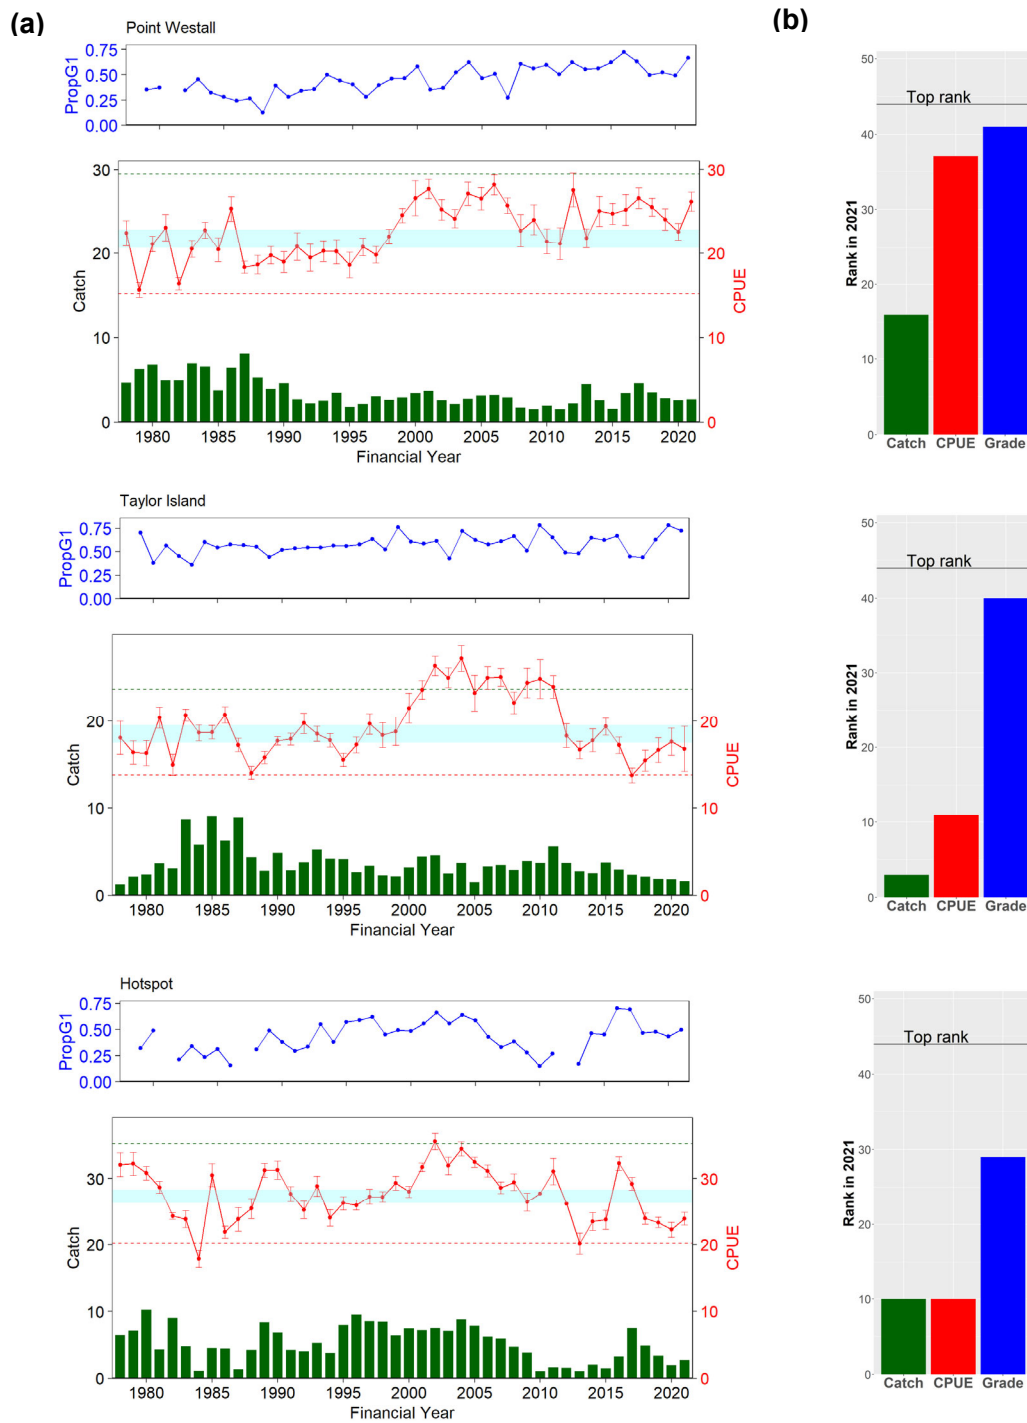 (a)
(b)
Point Westall
0.75
0.50
0.25
0.00
PropG1
30
20
10
0
Catch
30
20
10
0
CPUE
1980 1985 1990 1995 2000 2005 2010 2015 2020
Financial Year
50
40
30
20
10
0
Top rank
Rank in 2021
Catch CPUE Grade
Taylor Island
0.75
0.50
0.25
0.00
PropG1
20
10
0
Catch
20
10
0
CPUE
1980 1985 1990 1995 2000 2005 2010 2015 2020
Financial Year
50
40
30
20
10
0
Top rank
Rank in 2021
Catch CPUE Grade
Hotspot
0.75
0.50
0.25
0.00
PropG1
30
20
10
0
Catch
30
20
10
0
CPUE
1980 1985 1990 1995 2000 2005 2010 2015 2020
Financial Year
50
40
30
20
10
0
Top rank
Rank in 2021
Catch CPUE Grade